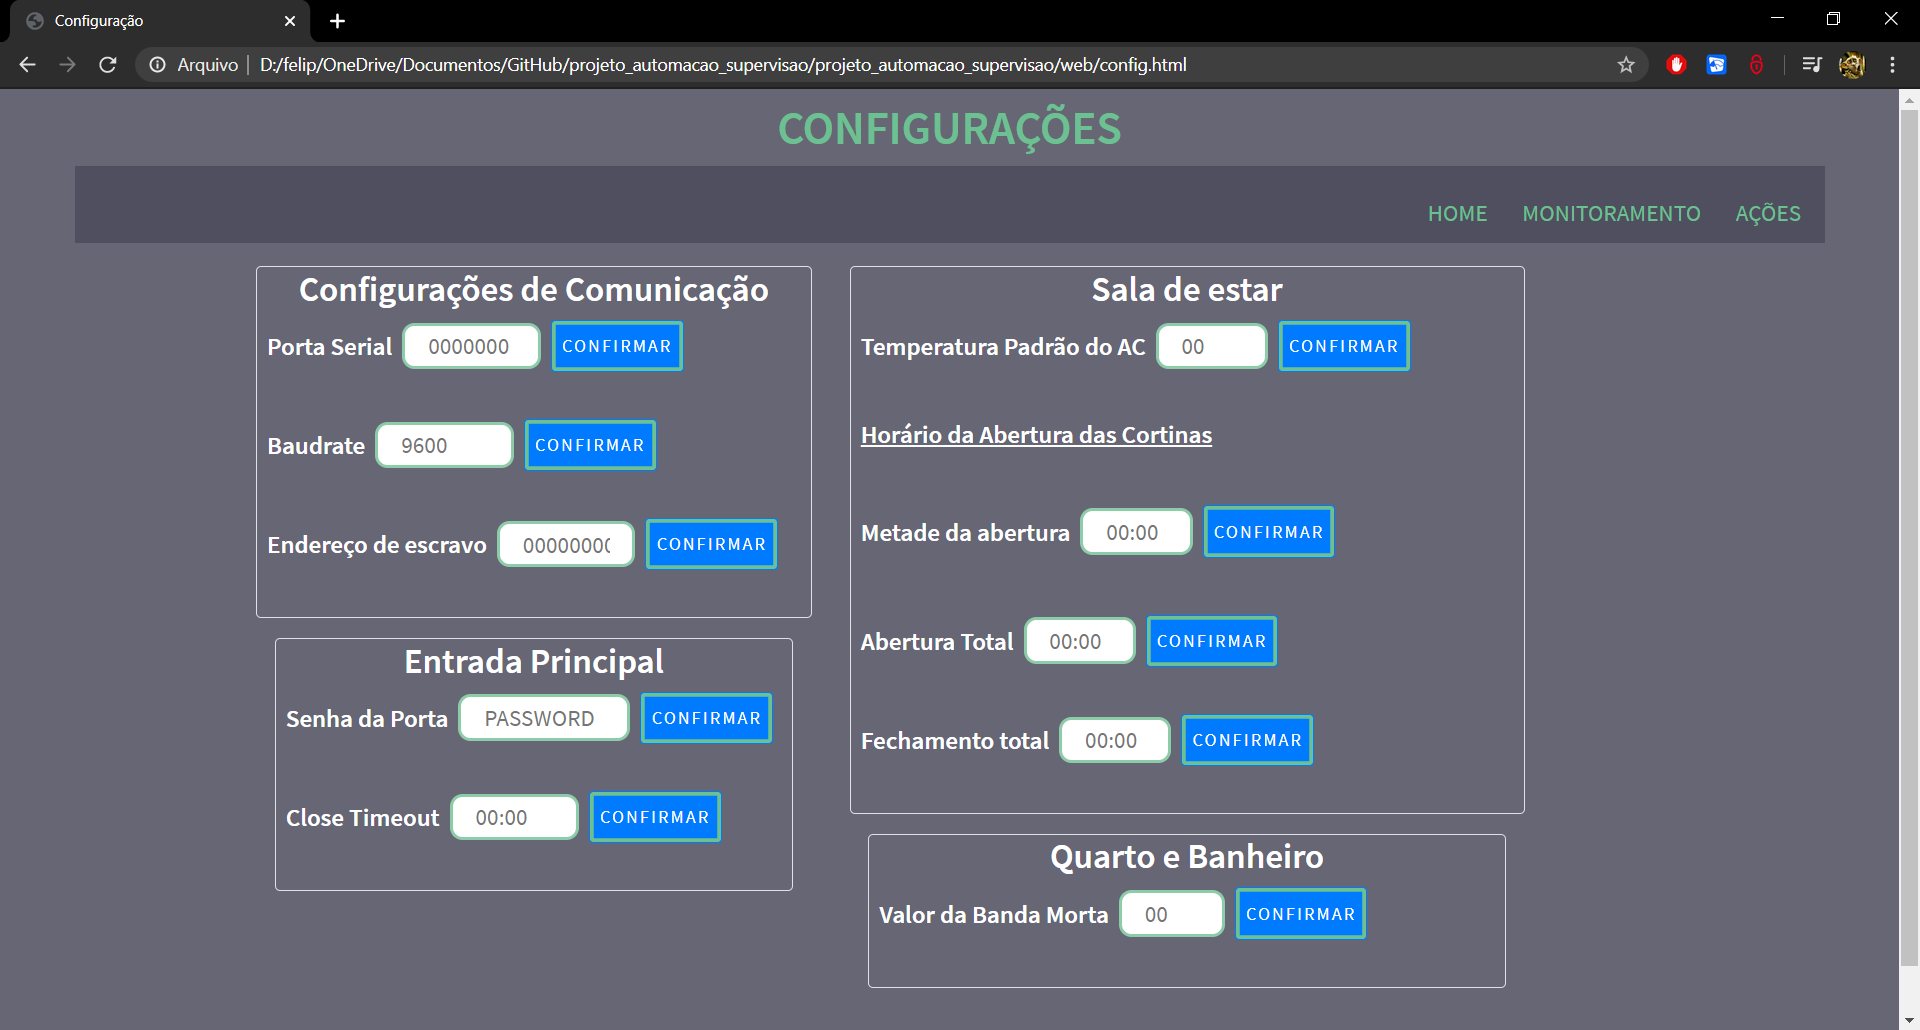 Configuração
Arquivo D:/felip/OneDrive/Documentos/GitHub/projeto_automacao_supervisao/projeto_automacao_supervisao/web/config.html
CONFIGURAÇÕES
HOME MONITORAMENTO AÇÕES
Configurações de Comunicação
Porta Serial 0000000 CONFIRMAR
Baudrate 9600 CONFIRMAR
Endereço de escravo 00000000 CONFIRMAR
Entrada Principal
Senha da Porta PASSWORD CONFIRMAR
Close Timeout 00:00 CONFIRMAR
Sala de estar
Temperatura Padrão do AC 00 CONFIRMAR
Horário da Abertura das Cortinas
Metade da abertura 00:00 CONFIRMAR
Abertura Total 00:00 CONFIRMAR
Fechamento total 00:00 CONFIRMAR
Quarto e Banheiro
Valor da Banda Morta 00 CONFIRMAR